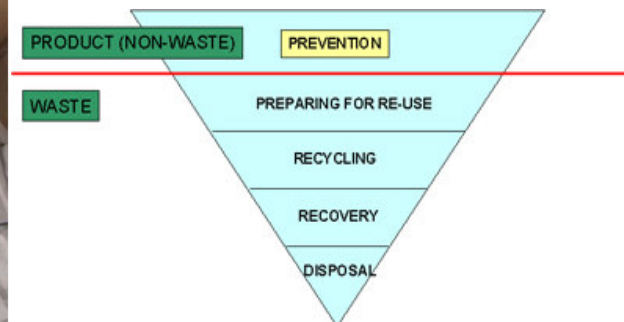 PRODUCT (NON-WASTE)
PREVENTION
WASTE
PREPARING FOR RE-USE
RECYCLING
RECOVERY
DISPOSAL